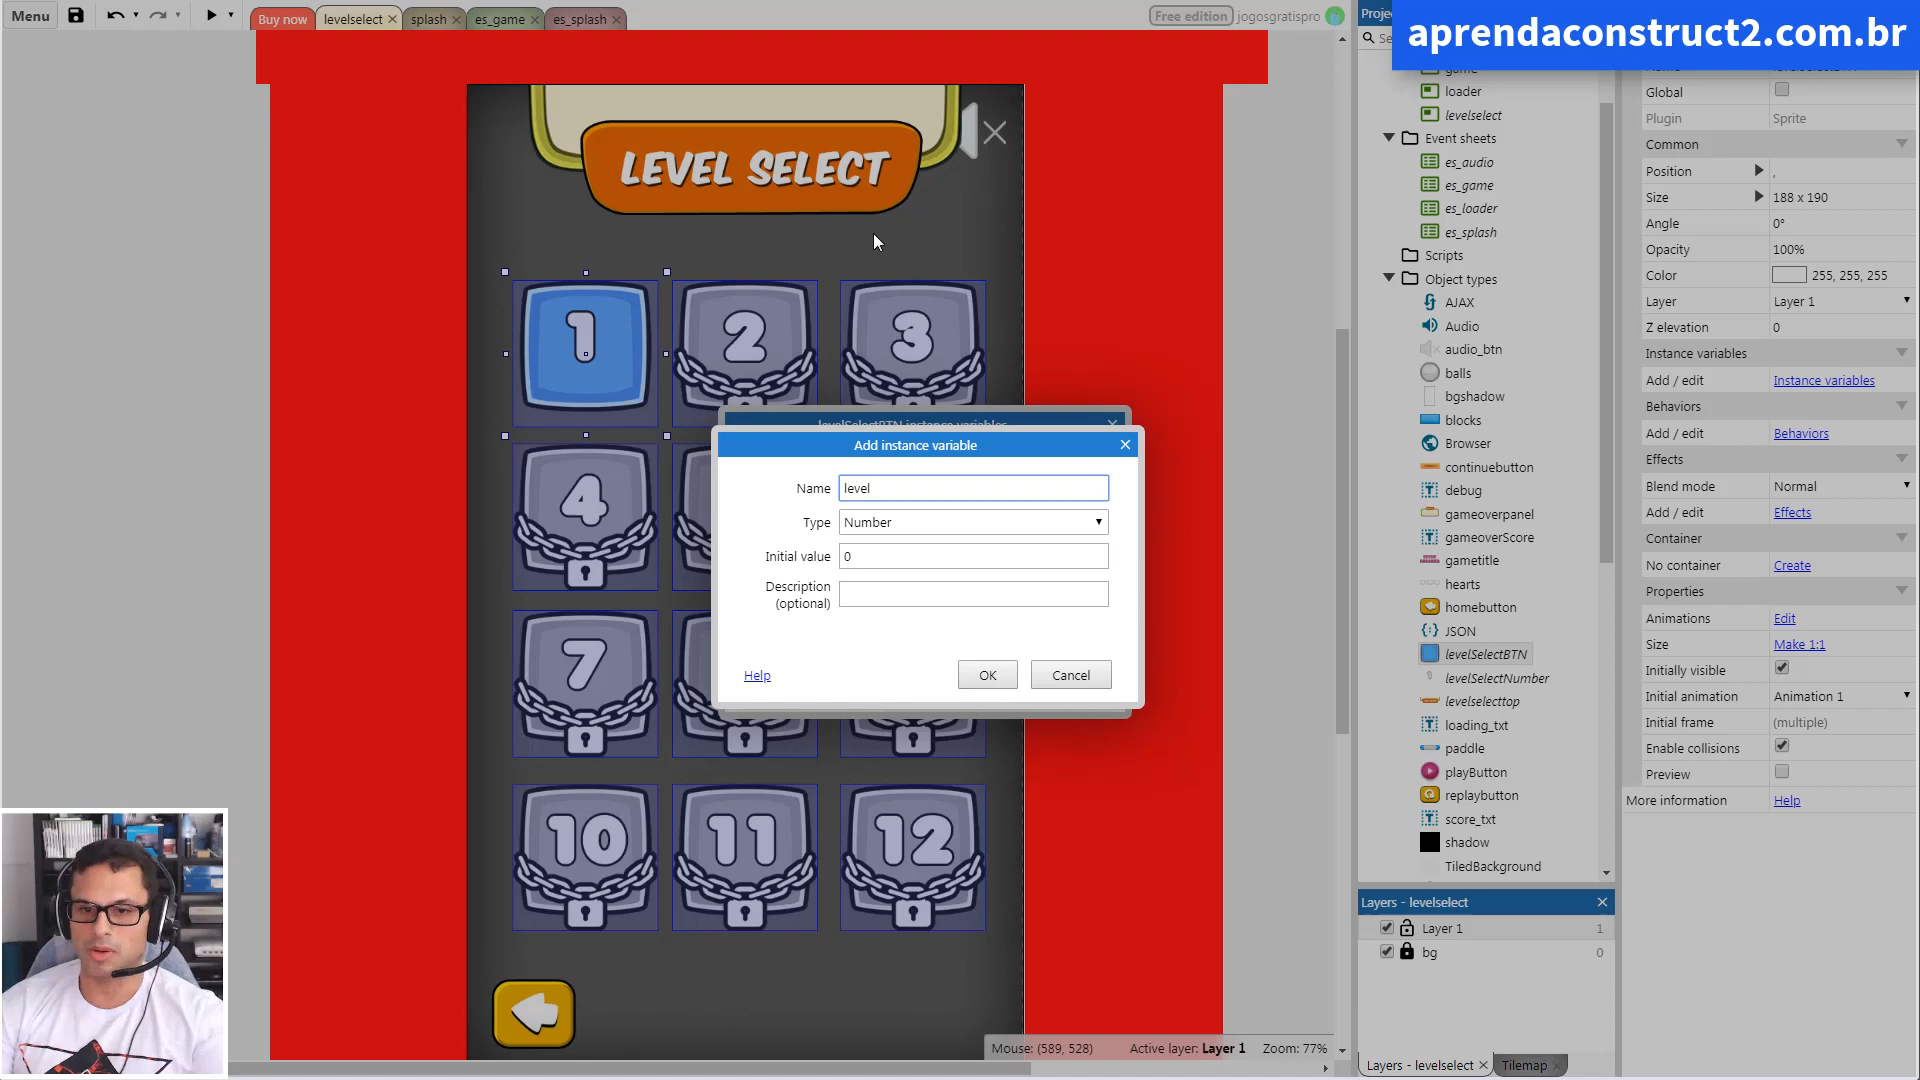 Menu
Buy now
levelselect
splash
es_game
es_splash
Free edition
jogosgratispro
aprendaconstruct2.com.br
LEVEL SELECT
1
2
3
4
7
10
11
12
levelSelectBTN instance variables
Add instance variable
Name
level
Type
Number
Initial value
0
Description
(optional)
Help
OK
Cancel
Mouse: (589, 528)
Active layer: Layer 1
Zoom: 77%
game
loader
levelselect
Event sheets
es_audio
es_game
es_loader
es_splash
Scripts
Object types
AJAX
Audio
audio_btn
balls
bgshadow
blocks
Browser
continuebutton
debug
gameoverpanel
gameoverScore
gametitle
hearts
homebutton
JSON
levelSelectBTN
levelSelectNumber
levelselecttop
loading_txt
paddle
playButton
replaybutton
score_txt
shadow
TiledBackground
Layers - levelselect
Layer 1
1
bg
0
Layers - levelselect
Tilemap
Global
Plugin
Sprite
Common
Position
,
Size
188 x 190
Angle
0°
Opacity
100%
Color
255, 255, 255
Layer
Layer 1
Z elevation
0
Instance variables
Add / edit
Instance variables
Behaviors
Add / edit
Behaviors
Effects
Blend mode
Normal
Add / edit
Effects
Container
No container
Create
Properties
Animations
Edit
Size
Make 1:1
Initially visible
Initial animation
Animation 1
Initial frame
(multiple)
Enable collisions
Preview
More information
Help